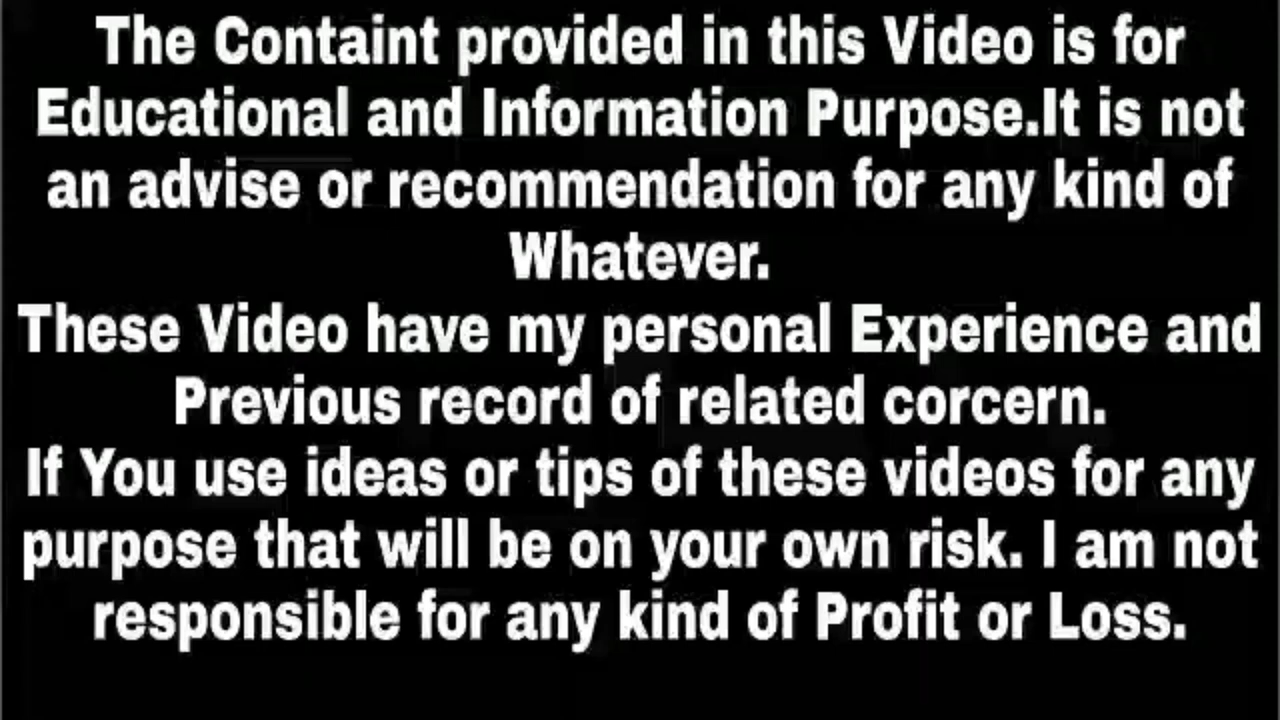 The Containt provided in this Video is for
Educational and Information Purpose.It is not
an advise or recommendation for any kind of
Whatever.
These Video have my personal Experience and
Previous record of related corcern.
If You use ideas or tips of these videos for any
purpose that will be on your own risk. I am not
responsible for any kind of Profit or Loss.